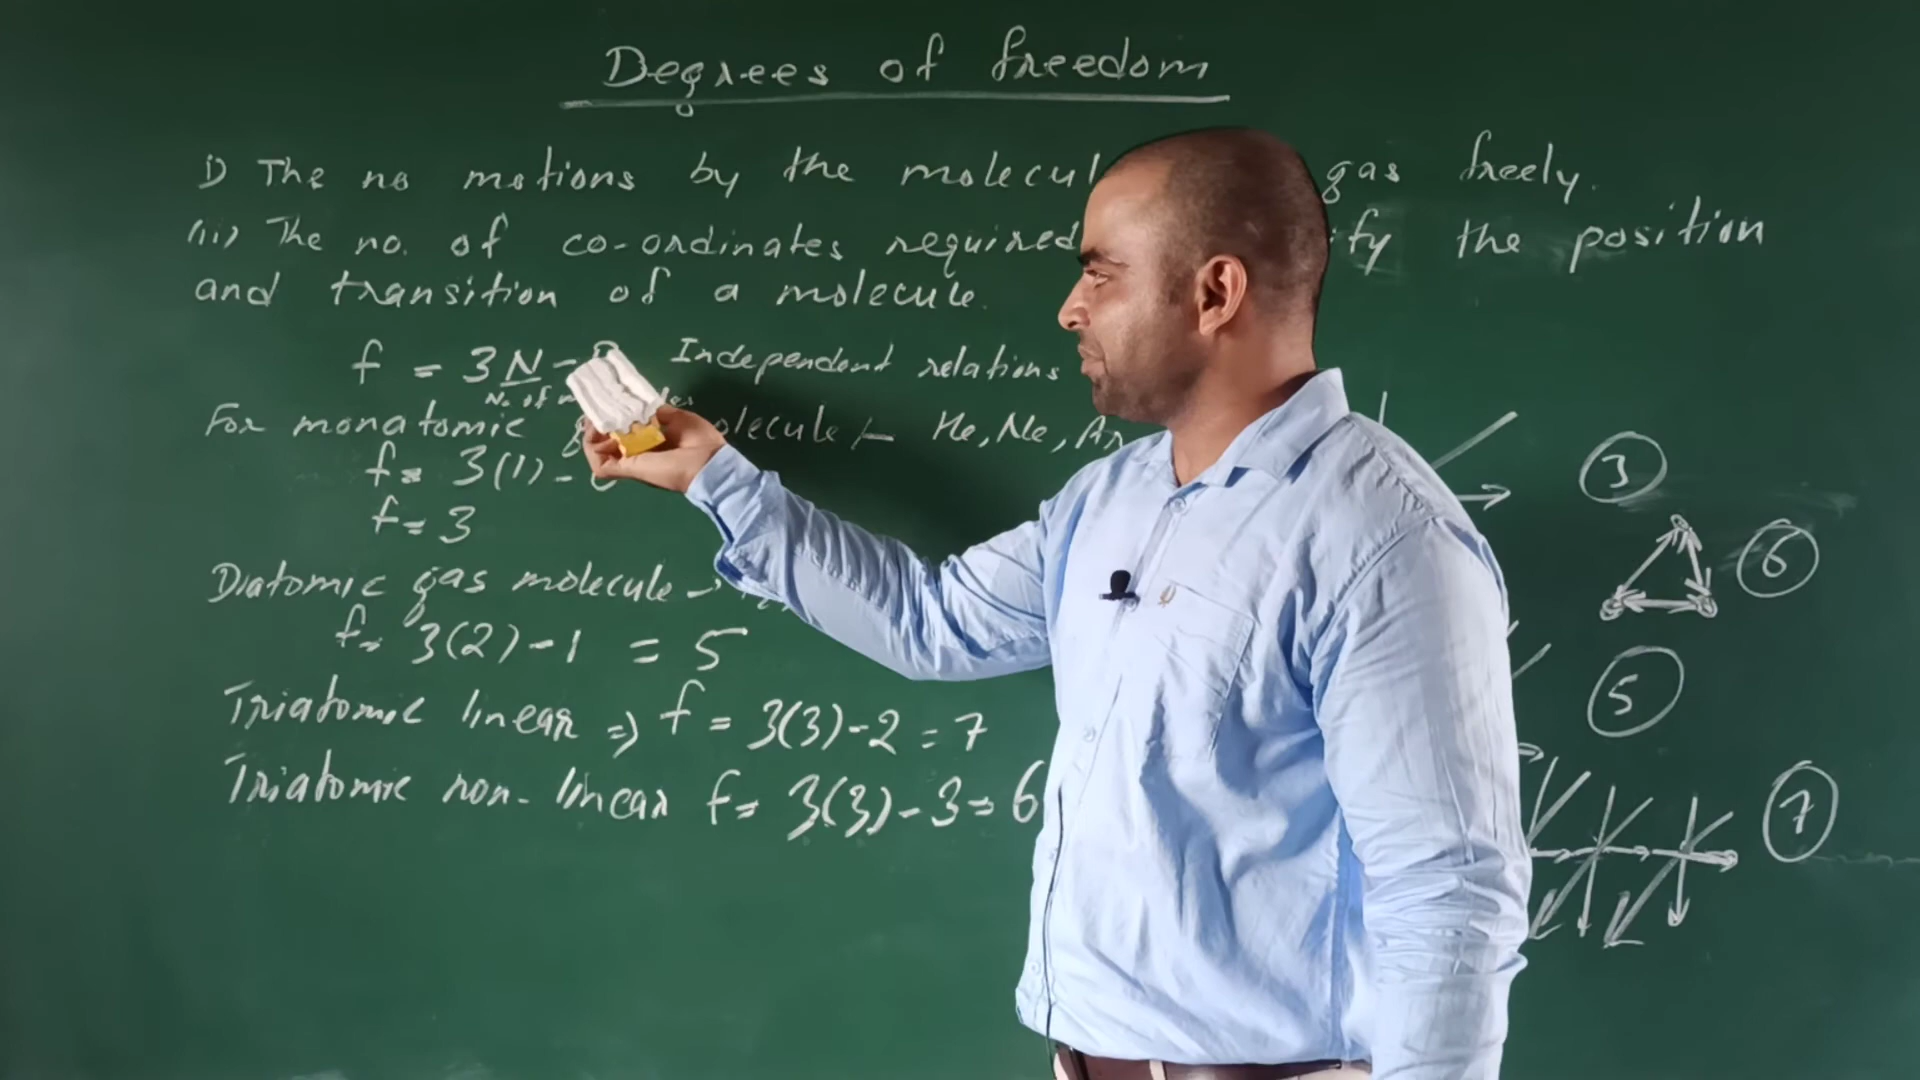 Degrees of freedom
i) The no motions by the molecul gas freely.
(ii) The no. of co-ordinates required ify the position
and transition of a molecule.
f = 3N - Independent relations
No. of
For monatomic molecule :- He, Ne, Ar
f = 3(1) - 0
f = 3
3
6
Diatomic gas molecule →
f = 3(2) - 1 = 5
5
Triatomic linear ⇒ f = 3(3) - 2 = 7
Triatomic non-linear f = 3(3) - 3 = 6
7